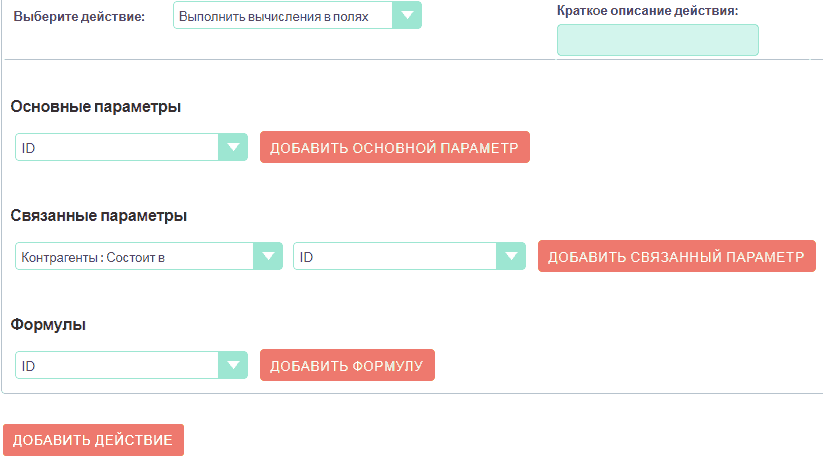 Выберите действие: Выполнить вычисления в полях Краткое описание действия:
Основные параметры
ID ДОБАВИТЬ ОСНОВНОЙ ПАРАМЕТР
Связанные параметры
Контрагенты : Состоит в ID ДОБАВИТЬ СВЯЗАННЫЙ ПАРАМЕТР
Формулы
ID ДОБАВИТЬ ФОРМУЛУ
ДОБАВИТЬ ДЕЙСТВИЕ